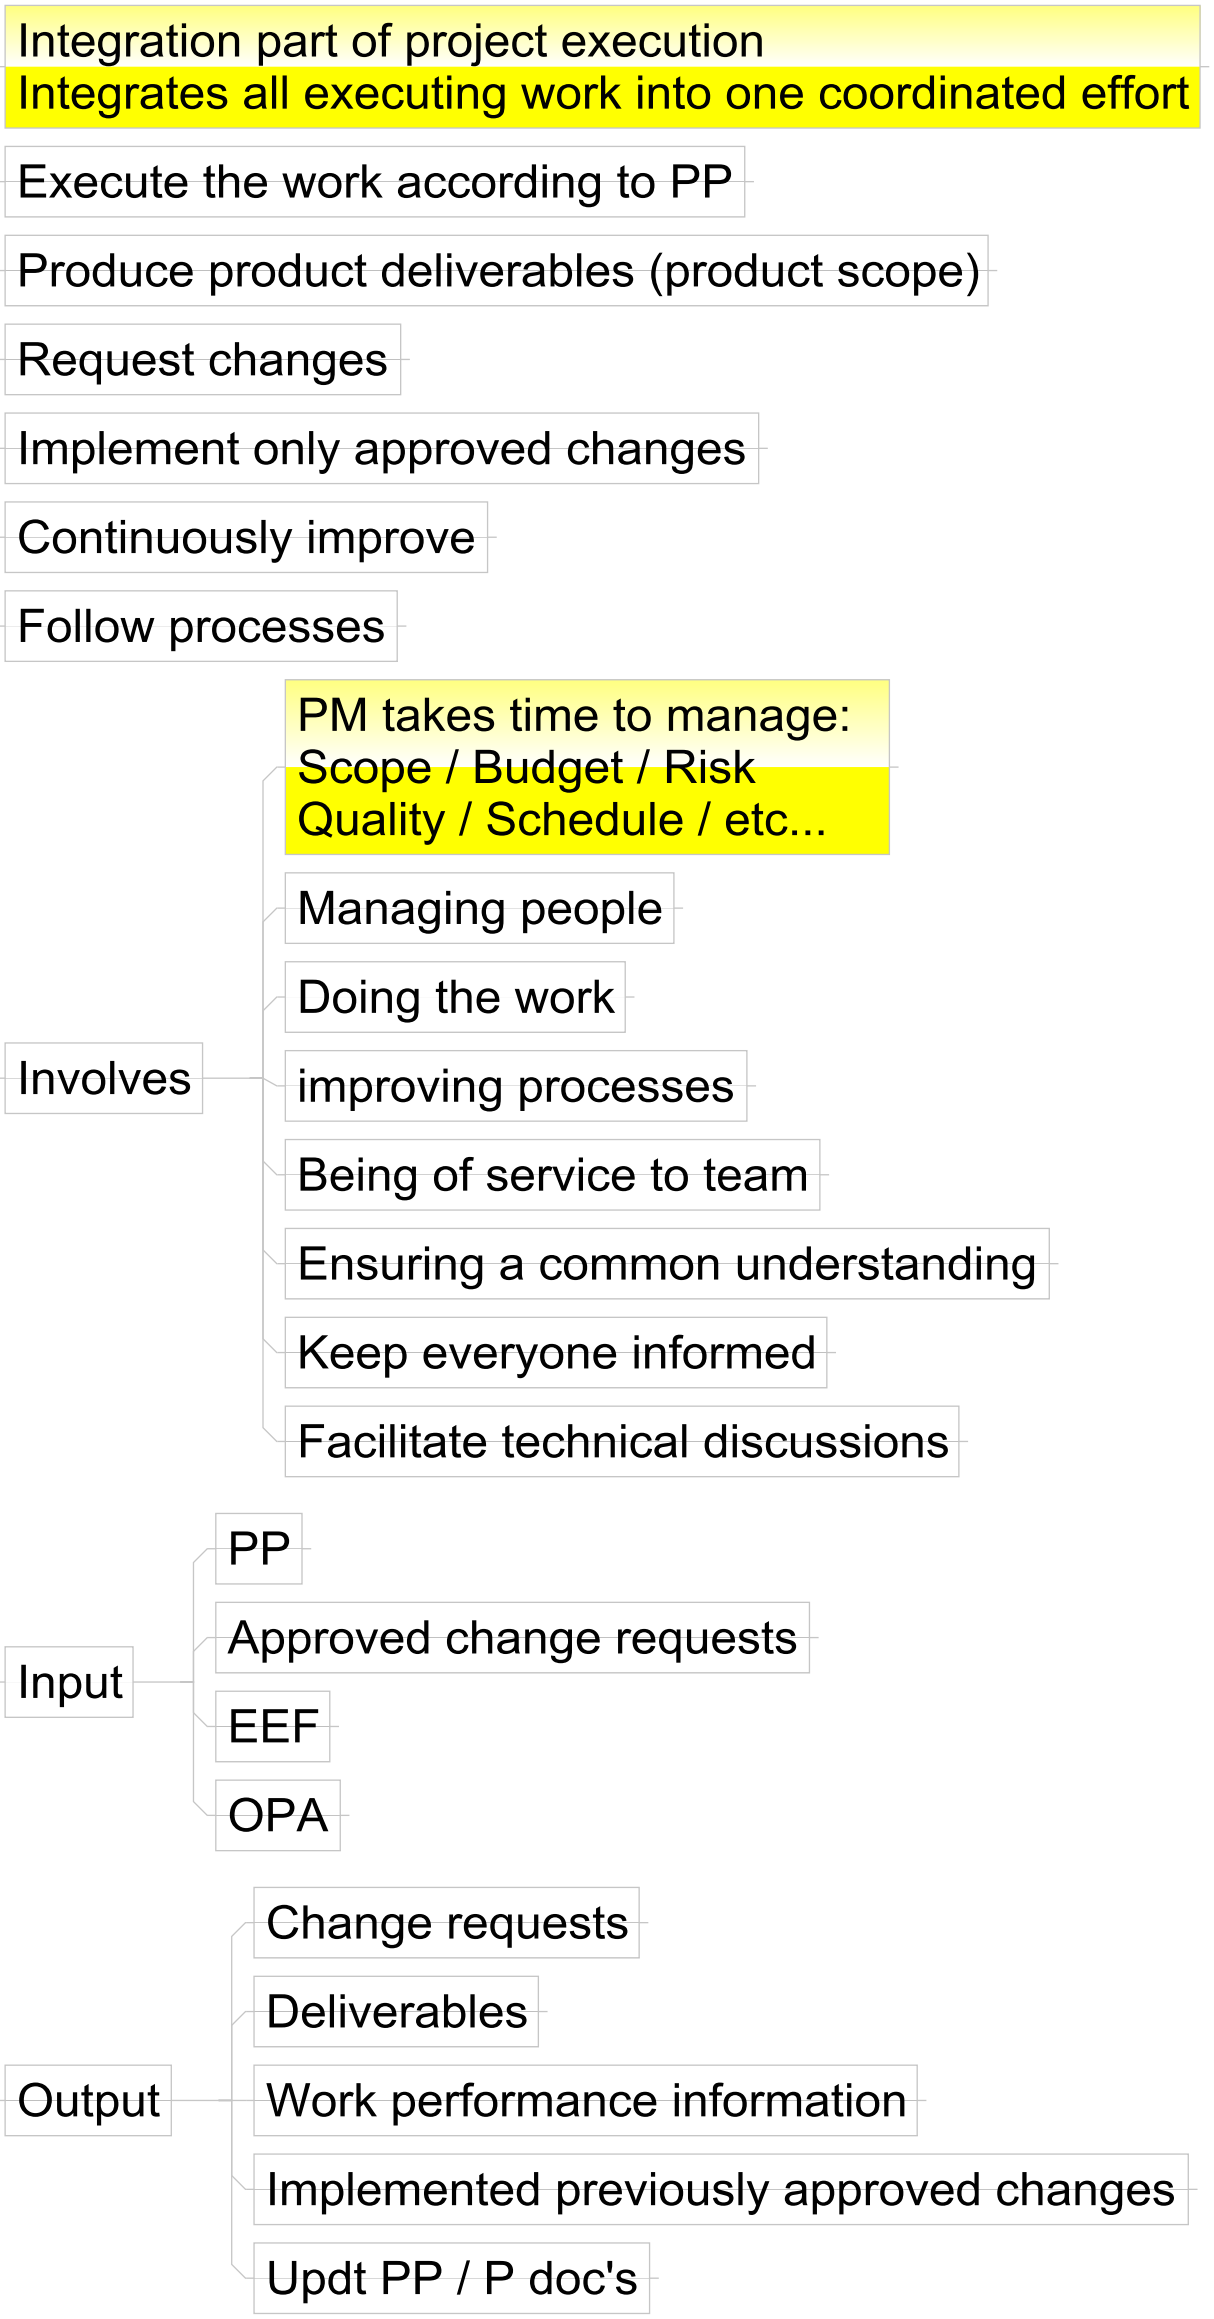 Integration part of project execution
Integrates all executing work into one coordinated effort
Execute the work according to PP
Produce product deliverables (product scope)
Request changes
Implement only approved changes
Continuously improve
Follow processes
Involves
PM takes time to manage:
Scope / Budget / Risk
Quality / Schedule / etc...
Managing people
Doing the work
improving processes
Being of service to team
Ensuring a common understanding
Keep everyone informed
Facilitate technical discussions
Input
PP
Approved change requests
EEF
OPA
Output
Change requests
Deliverables
Work performance information
Implemented previously approved changes
Updt PP / P doc's